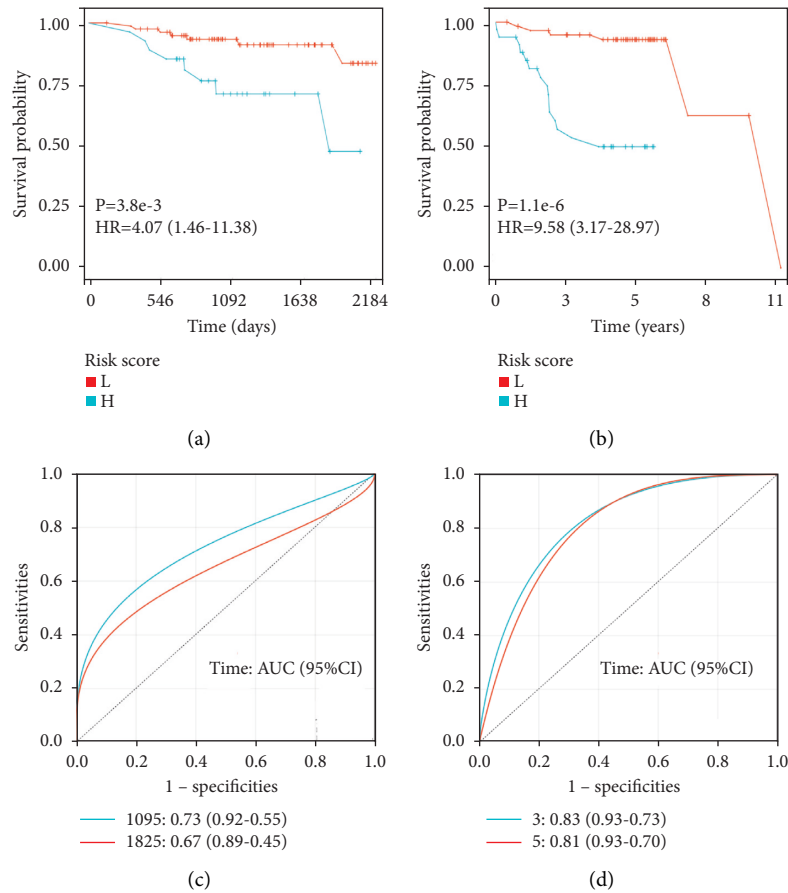 1.00
0.75
0.50
0.25
0.00
Survival probability
P=3.8e-3
HR=4.07 (1.46-11.38)
0 546 1092 1638 2184
Time (days)
Risk score
L
H
(a)
1.00
0.75
0.50
0.25
0.00
Survival probability
P=1.1e-6
HR=9.58 (3.17-28.97)
0 3 5 8 11
Time (years)
Risk score
L
H
(b)
1.0
0.8
0.6
0.4
0.2
0.0
Sensitivities
Time: AUC (95%CI)
0.0 0.2 0.4 0.6 0.8 1.0
1 – specificities
1095: 0.73 (0.92-0.55)
1825: 0.67 (0.89-0.45)
(c)
1.0
0.8
0.6
0.4
0.2
0.0
Sensitivities
Time: AUC (95%CI)
0.0 0.2 0.4 0.6 0.8 1.0
1 – specificities
3: 0.83 (0.93-0.73)
5: 0.81 (0.93-0.70)
(d)